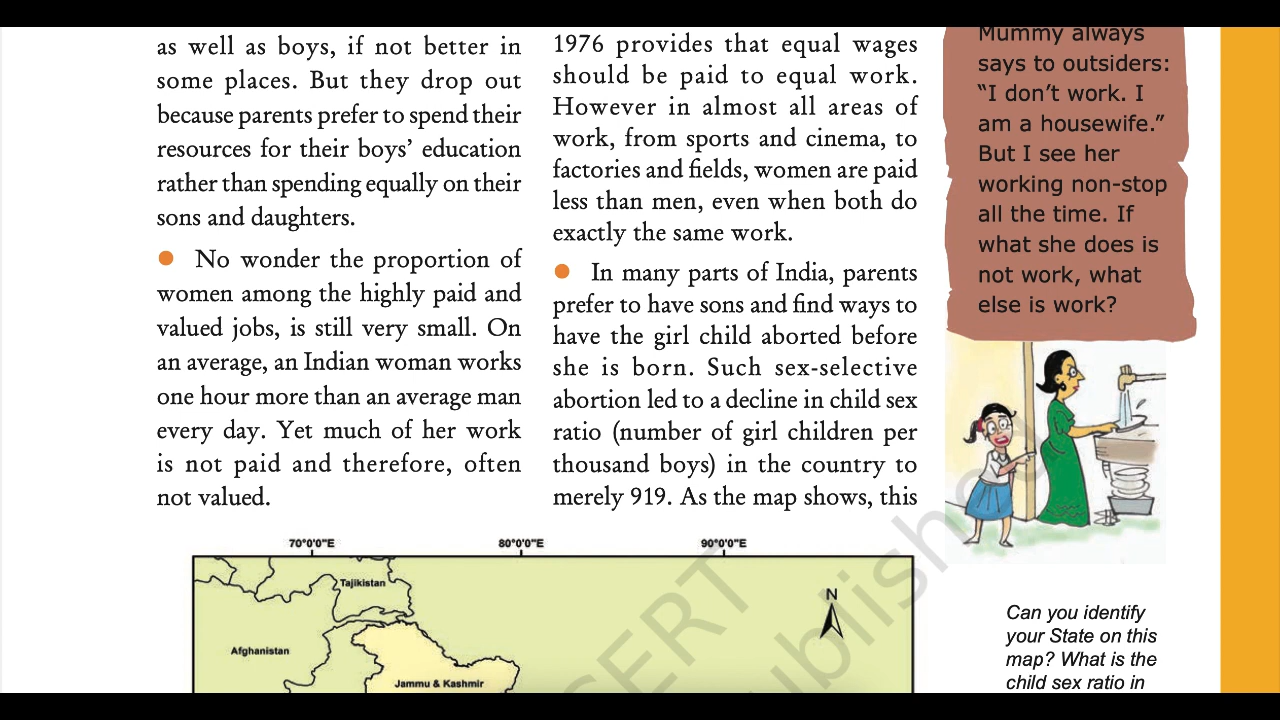 as well as boys, if not better in
some places. But they drop out
because parents prefer to spend their
resources for their boys’ education
rather than spending equally on their
sons and daughters.
● No wonder the proportion of
women among the highly paid and
valued jobs, is still very small. On
an average, an Indian woman works
one hour more than an average man
every day. Yet much of her work
is not paid and therefore, often
not valued.
1976 provides that equal wages
should be paid to equal work.
However in almost all areas of
work, from sports and cinema, to
factories and fields, women are paid
less than men, even when both do
exactly the same work.
● In many parts of India, parents
prefer to have sons and find ways to
have the girl child aborted before
she is born. Such sex-selective
abortion led to a decline in child sex
ratio (number of girl children per
thousand boys) in the country to
merely 919. As the map shows, this
Mummy always
says to outsiders:
“I don’t work. I
am a housewife.”
But I see her
working non-stop
all the time. If
what she does is
not work, what
else is work?
70°0'0"E 80°0'0"E 90°0'0"E
Tajikistan
N
Afghanistan
Jammu & Kashmir
Can you identify
your State on this
map? What is the
child sex ratio in